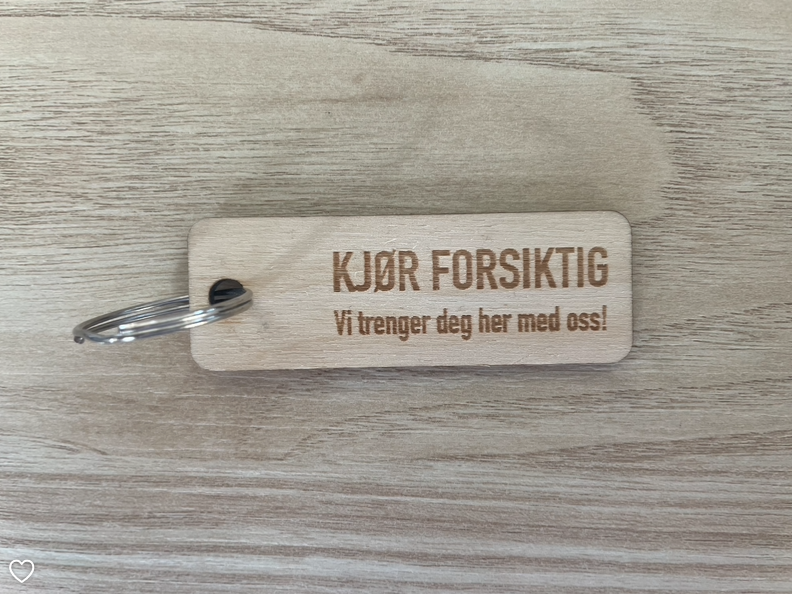 KJØR FORSIKTIG
Vi trenger deg her med oss!